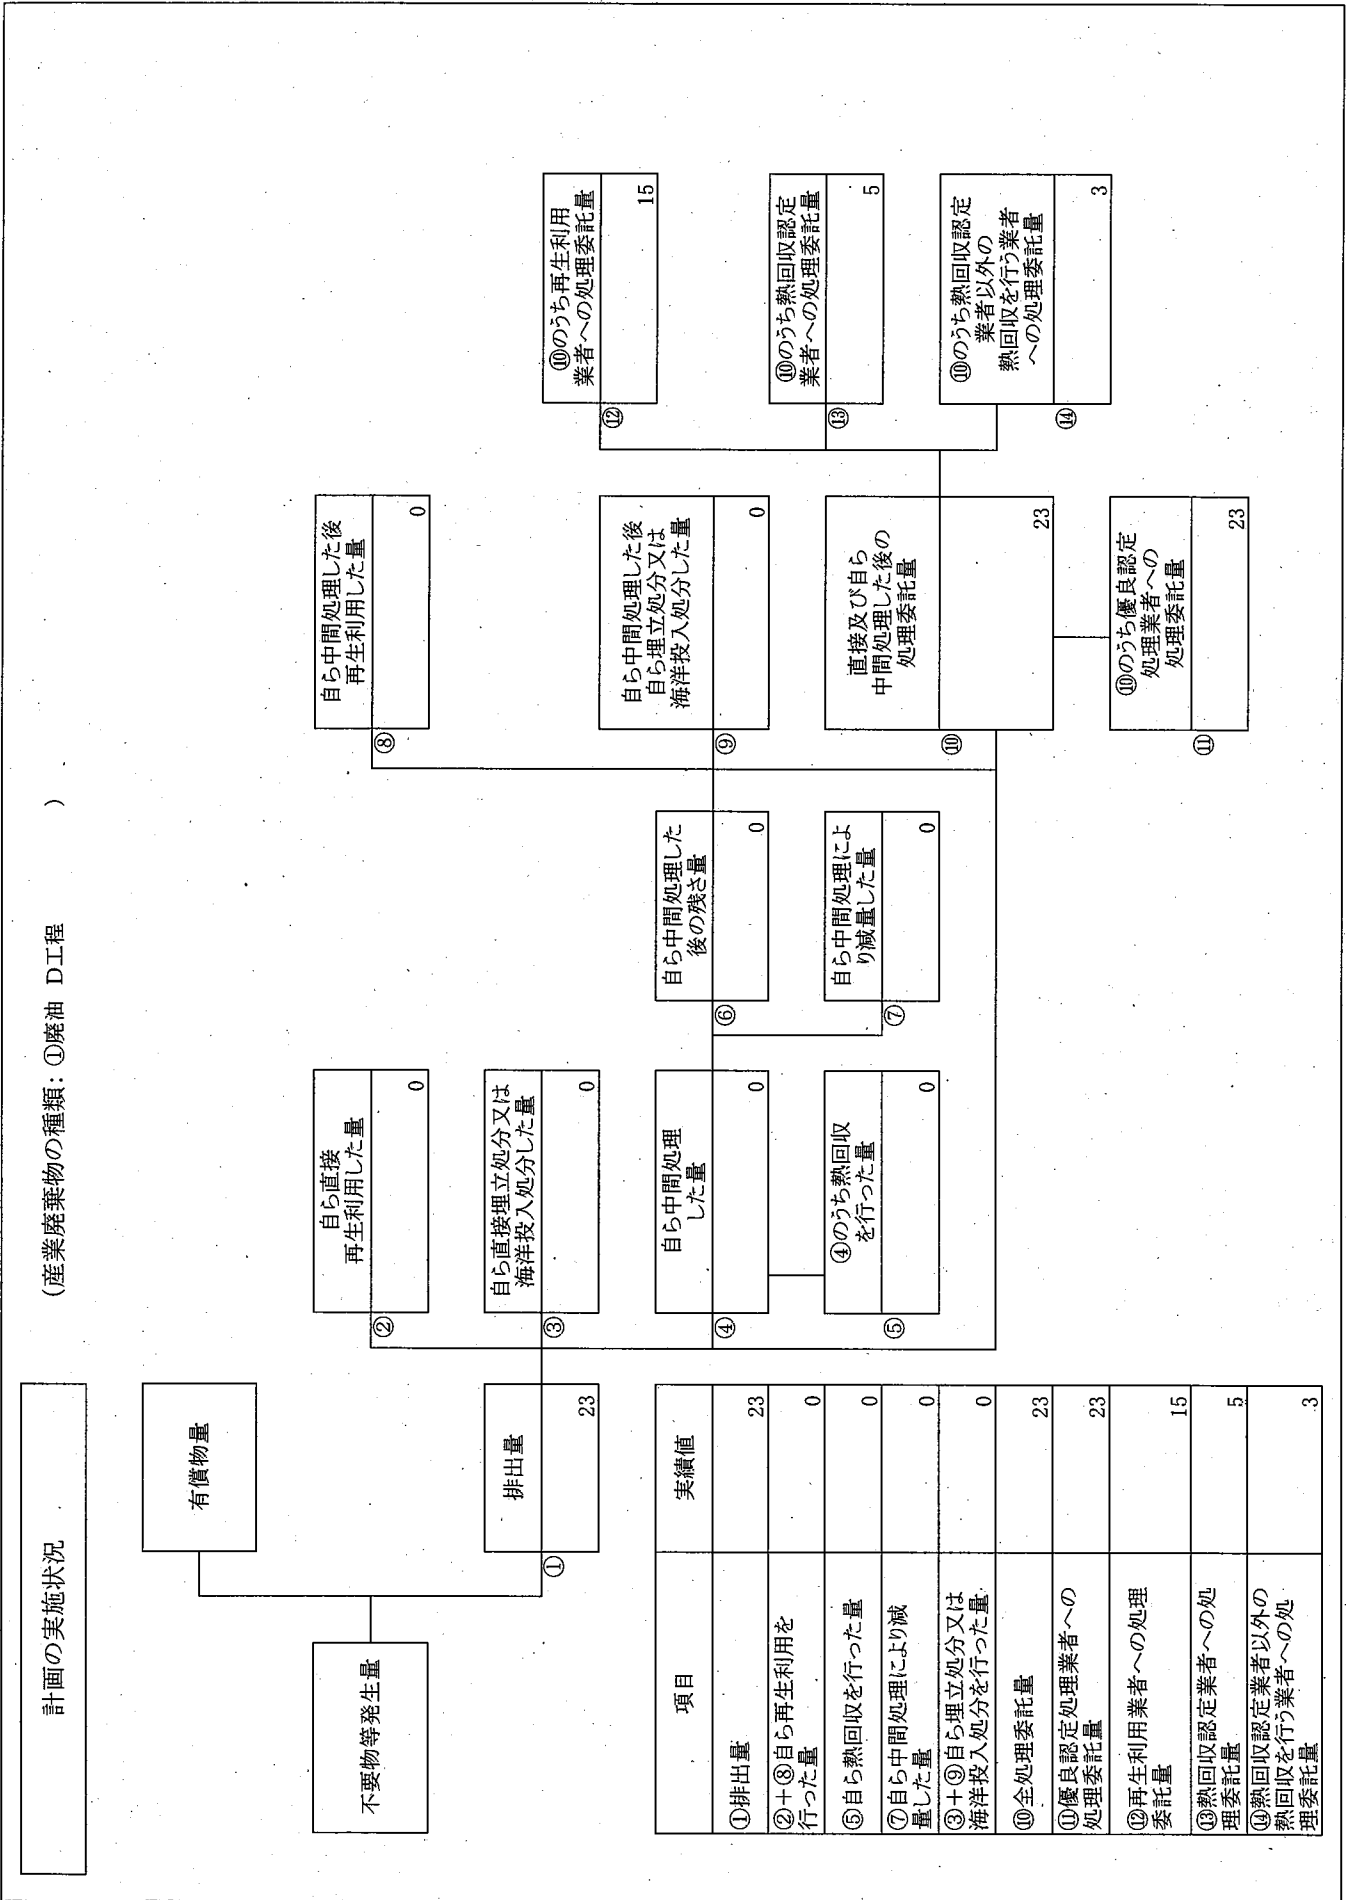 計画の実施状況
(産業廃棄物の種類：①廃油 D工程 )
不要物等発生量
有償物量
①
排出量
23
②
自ら直接
再生利用した量
0
③
自ら直接埋立処分又は
海洋投入処分した量
0
④
自ら中間処理
した量
0
⑤
④のうち熱回収
を行った量
0
⑥
自ら中間処理した
後の残さ量
0
⑦
自ら中間処理によ
り減量した量
0
⑧
自ら中間処理した後
再生利用した量
0
⑨
自ら中間処理した後
自ら埋立処分又は
海洋投入処分した量
0
⑩
直接及び自ら
中間処理した後の
処理委託量
23
⑪
⑩のうち優良認定
処理業者への
処理委託量
23
⑫
⑩のうち再生利用
業者への処理委託量
15
⑬
⑩のうち熱回収認定
業者への処理委託量
5
⑭
⑩のうち熱回収認定
業者以外の
熱回収を行う業者
への処理委託量
3
項目 実績値
①排出量 23
②＋⑧自ら再生利用を
行った量
0
⑤自ら熱回収を行った量 0
⑦自ら中間処理により減
量した量
0
③＋⑨自ら埋立処分又は
海洋投入処分を行った量
0
⑩全処理委託量 23
⑪優良認定処理業者への
処理委託量
23
⑫再生利用業者への処理
委託量
15
⑬熱回収認定業者への処
理委託量
5
⑭熱回収認定業者以外の
熱回収を行う業者への処
理委託量
3